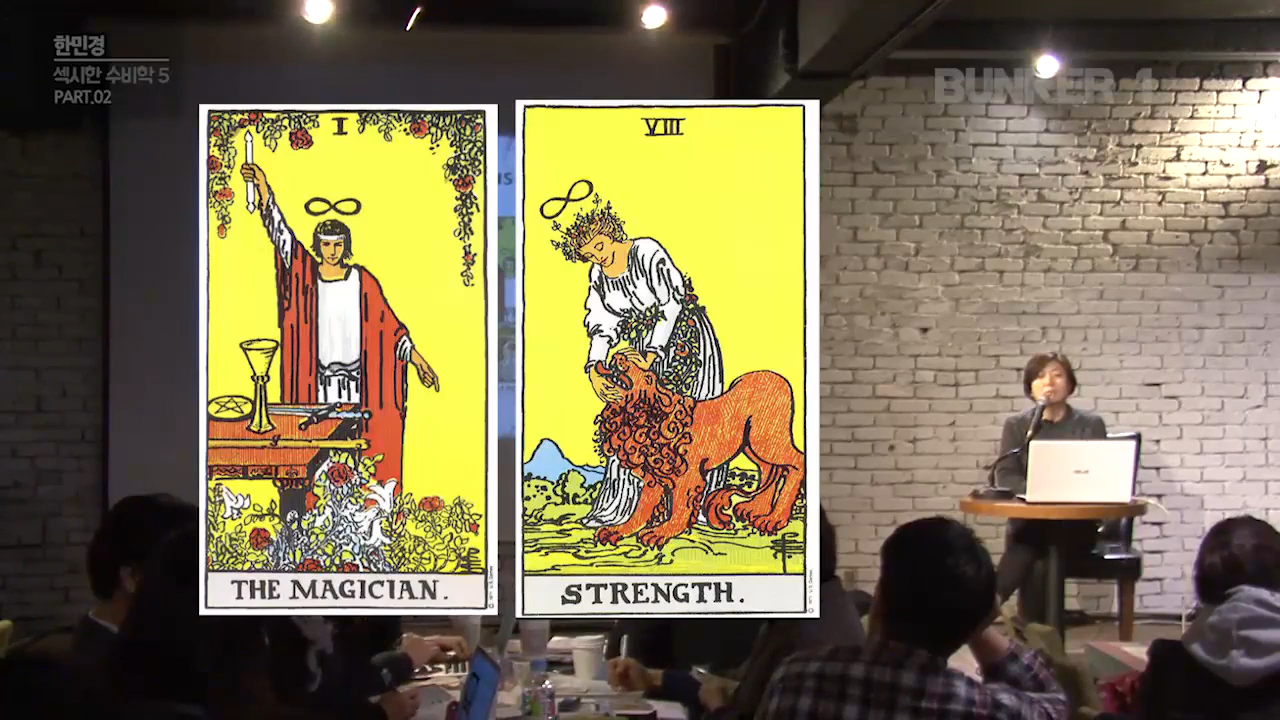 한민경
섹시한 수비학 5
PART.02
BUNKER 1
I
THE MAGICIAN.
VIII
STRENGTH.